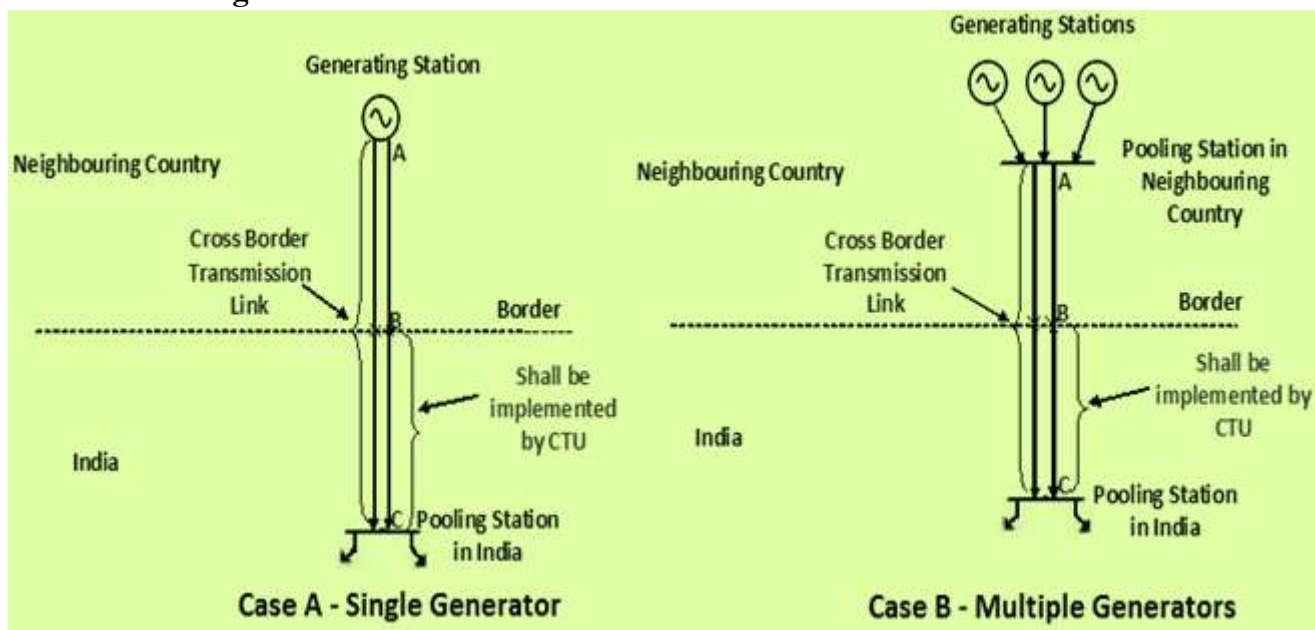 Generating Station
A
Neighbouring Country
Cross Border
Transmission
Link
B
Border
Shall be
implemented
by CTU
India
C Pooling Station
in India
Case A - Single Generator
Generating Stations
A
Pooling Station in
Neighbouring
Country
Neighbouring Country
Cross Border
Transmission
Link
B
Border
Shall be
implemented by
CTU
India
C
Pooling Station
in India
Case B - Multiple Generators